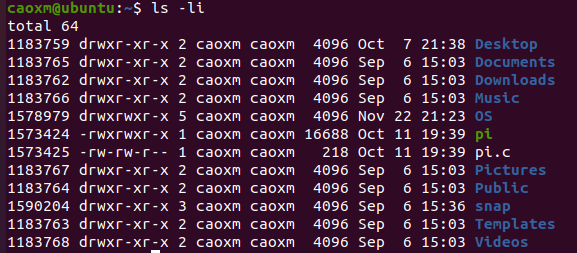 caoxm@ubuntu:~$ ls -li
total 64
1183759 drwxr-xr-x 2 caoxm caoxm  4096 Oct  7 21:38 Desktop
1183765 drwxr-xr-x 2 caoxm caoxm  4096 Sep  6 15:03 Documents
1183762 drwxr-xr-x 2 caoxm caoxm  4096 Sep  6 15:03 Downloads
1183766 drwxr-xr-x 2 caoxm caoxm  4096 Sep  6 15:03 Music
1578979 drwxrwxr-x 5 caoxm caoxm  4096 Nov 22 21:23 OS
1573424 -rwxrwxr-x 1 caoxm caoxm 16688 Oct 11 19:39 pi
1573425 -rw-rw-r-- 1 caoxm caoxm   218 Oct 11 19:39 pi.c
1183767 drwxr-xr-x 2 caoxm caoxm  4096 Sep  6 15:03 Pictures
1183764 drwxr-xr-x 2 caoxm caoxm  4096 Sep  6 15:03 Public
1590204 drwxr-xr-x 3 caoxm caoxm  4096 Sep  6 15:36 snap
1183763 drwxr-xr-x 2 caoxm caoxm  4096 Sep  6 15:03 Templates
1183768 drwxr-xr-x 2 caoxm caoxm  4096 Sep  6 15:03 Videos